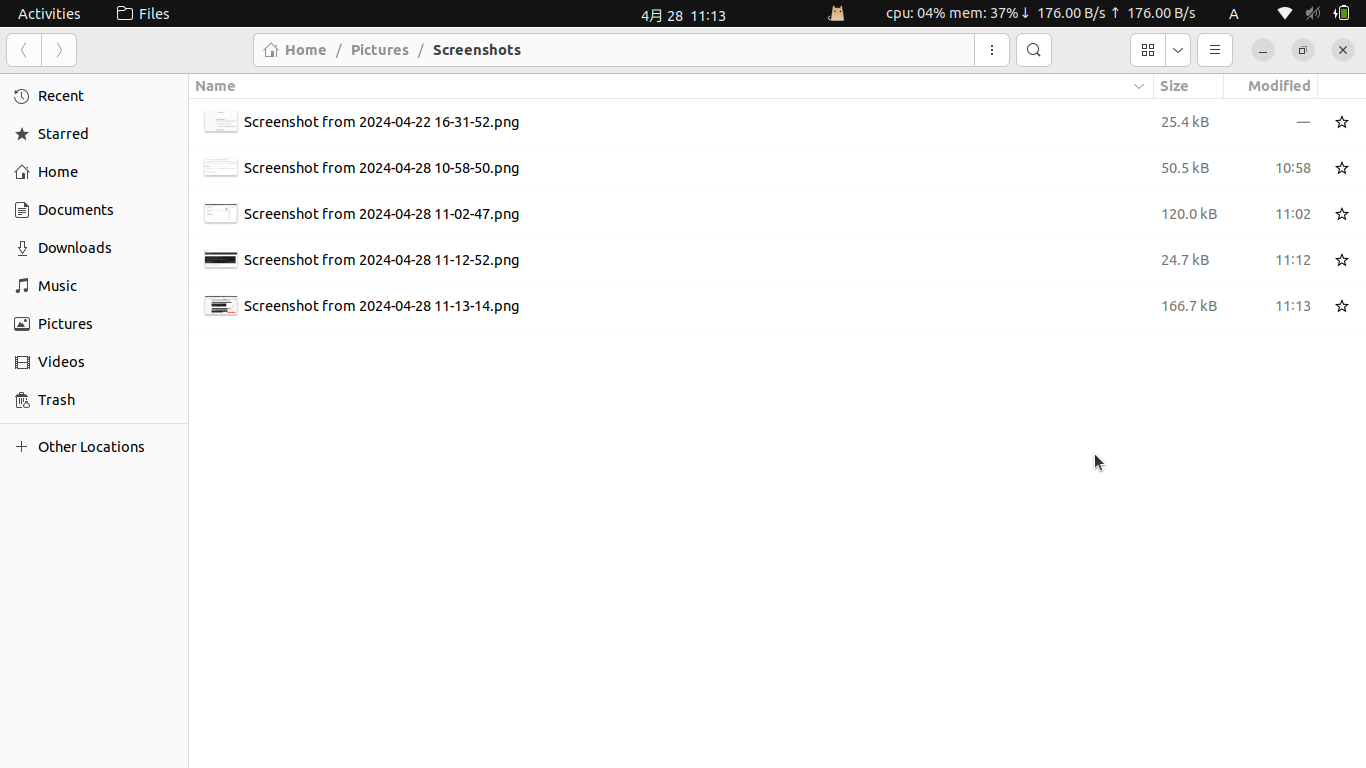 Activities Files 4月 28 11:13 cpu: 04% mem: 37%↓ 176.00 B/s ↑ 176.00 B/s A
Home / Pictures / Screenshots
Name Size Modified
Recent
Starred
Home
Documents
Downloads
Music
Pictures
Videos
Trash
Other Locations
Screenshot from 2024-04-22 16-31-52.png 25.4 kB —
Screenshot from 2024-04-28 10-58-50.png 50.5 kB 10:58
Screenshot from 2024-04-28 11-02-47.png 120.0 kB 11:02
Screenshot from 2024-04-28 11-12-52.png 24.7 kB 11:12
Screenshot from 2024-04-28 11-13-14.png 166.7 kB 11:13